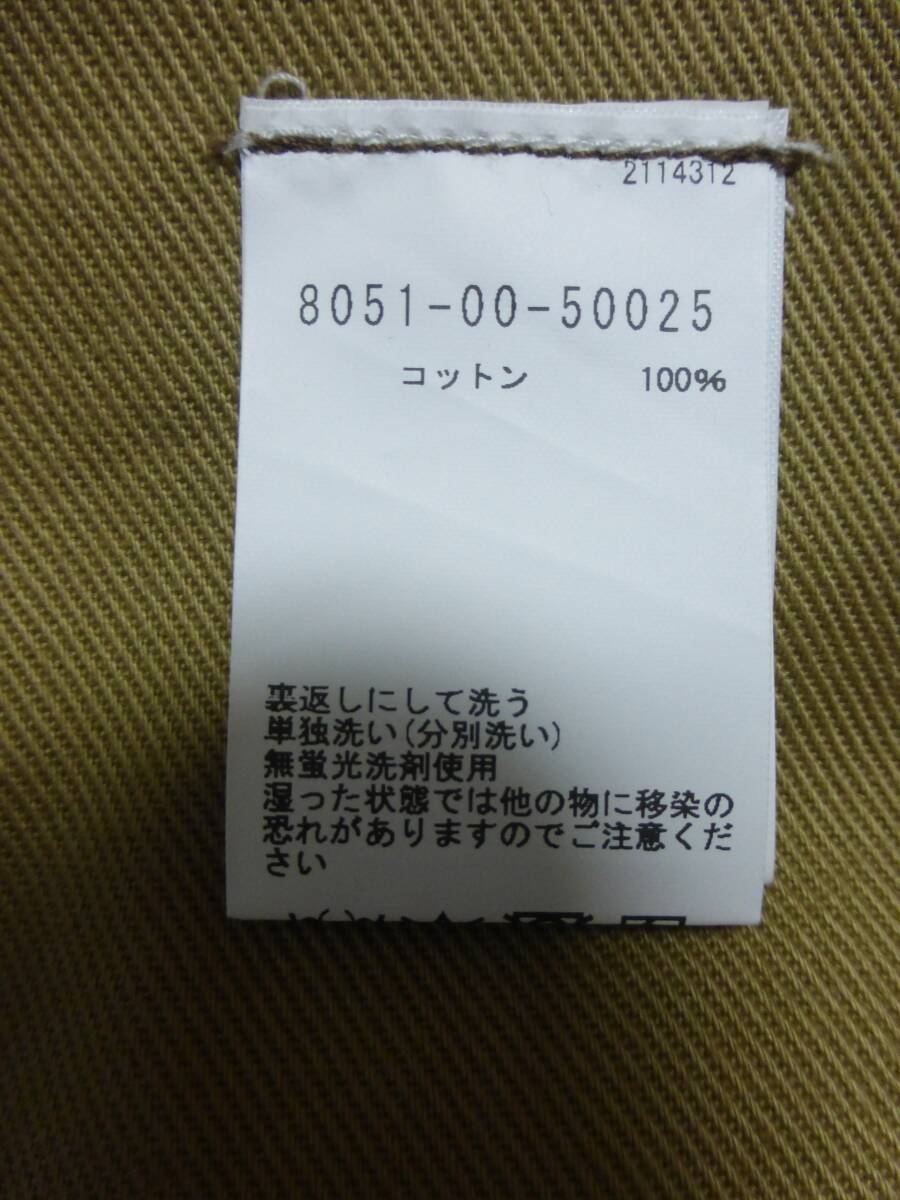 2114312
8051-00-50025
コットン 100%
裏返しにして洗う
単独洗い(分別洗い)
無蛍光洗剤使用
湿った状態では他の物に移染の
恐れがありますのでご注意くだ
さい